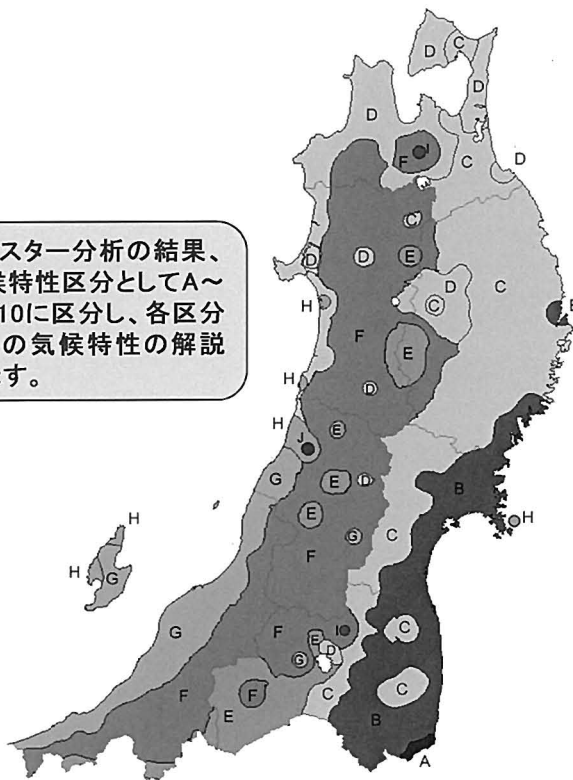 スター分析の結果、
候特性区分としてA～
10に区分し、各区分
の気候特性の解説
す。
D C
D
D
F I C D
C
D D E
D C
H C
F E
H D
H E
J
G E D B
E H
H
G C
F
H G
G F E I C
D
G
F F C C
E B
A